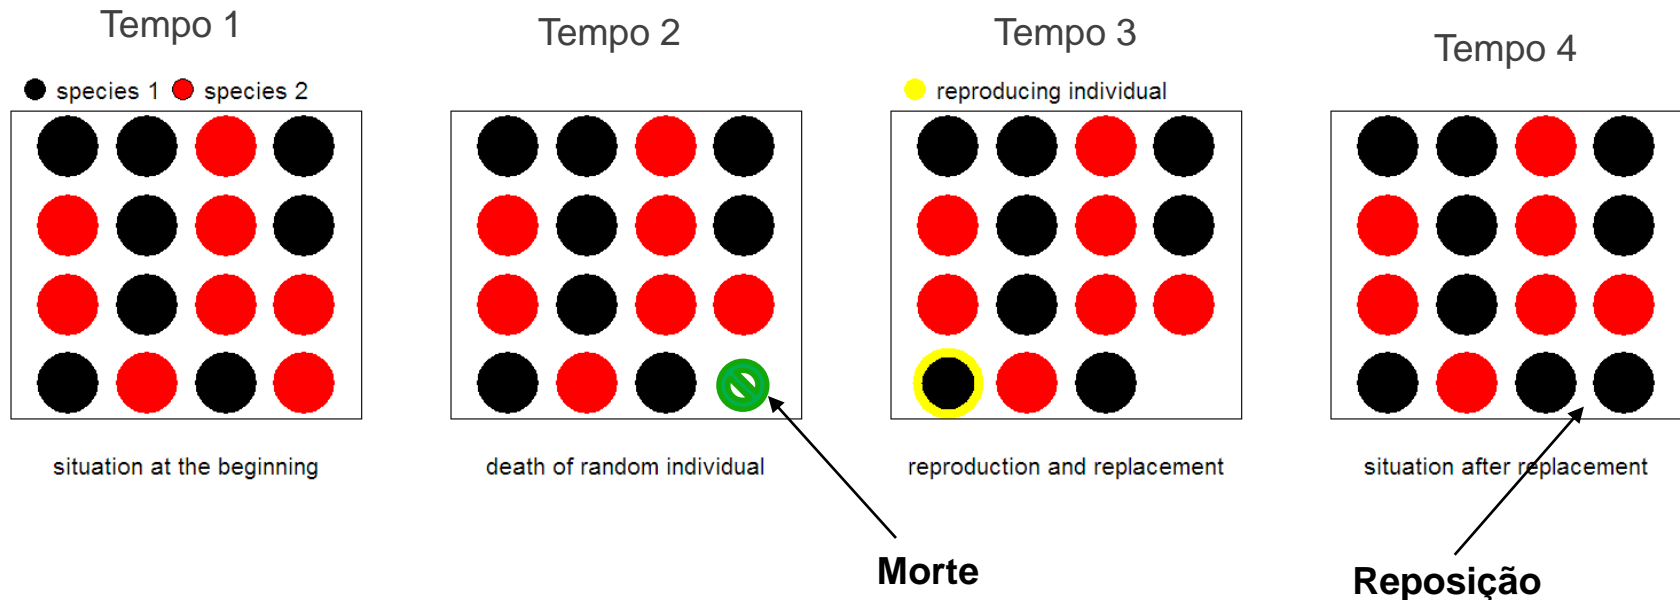 Tempo 1
Tempo 2
Tempo 3
Tempo 4
species 1 species 2
reproducing individual
situation at the beginning
death of random individual
reproduction and replacement
situation after replacement
Morte
Reposição